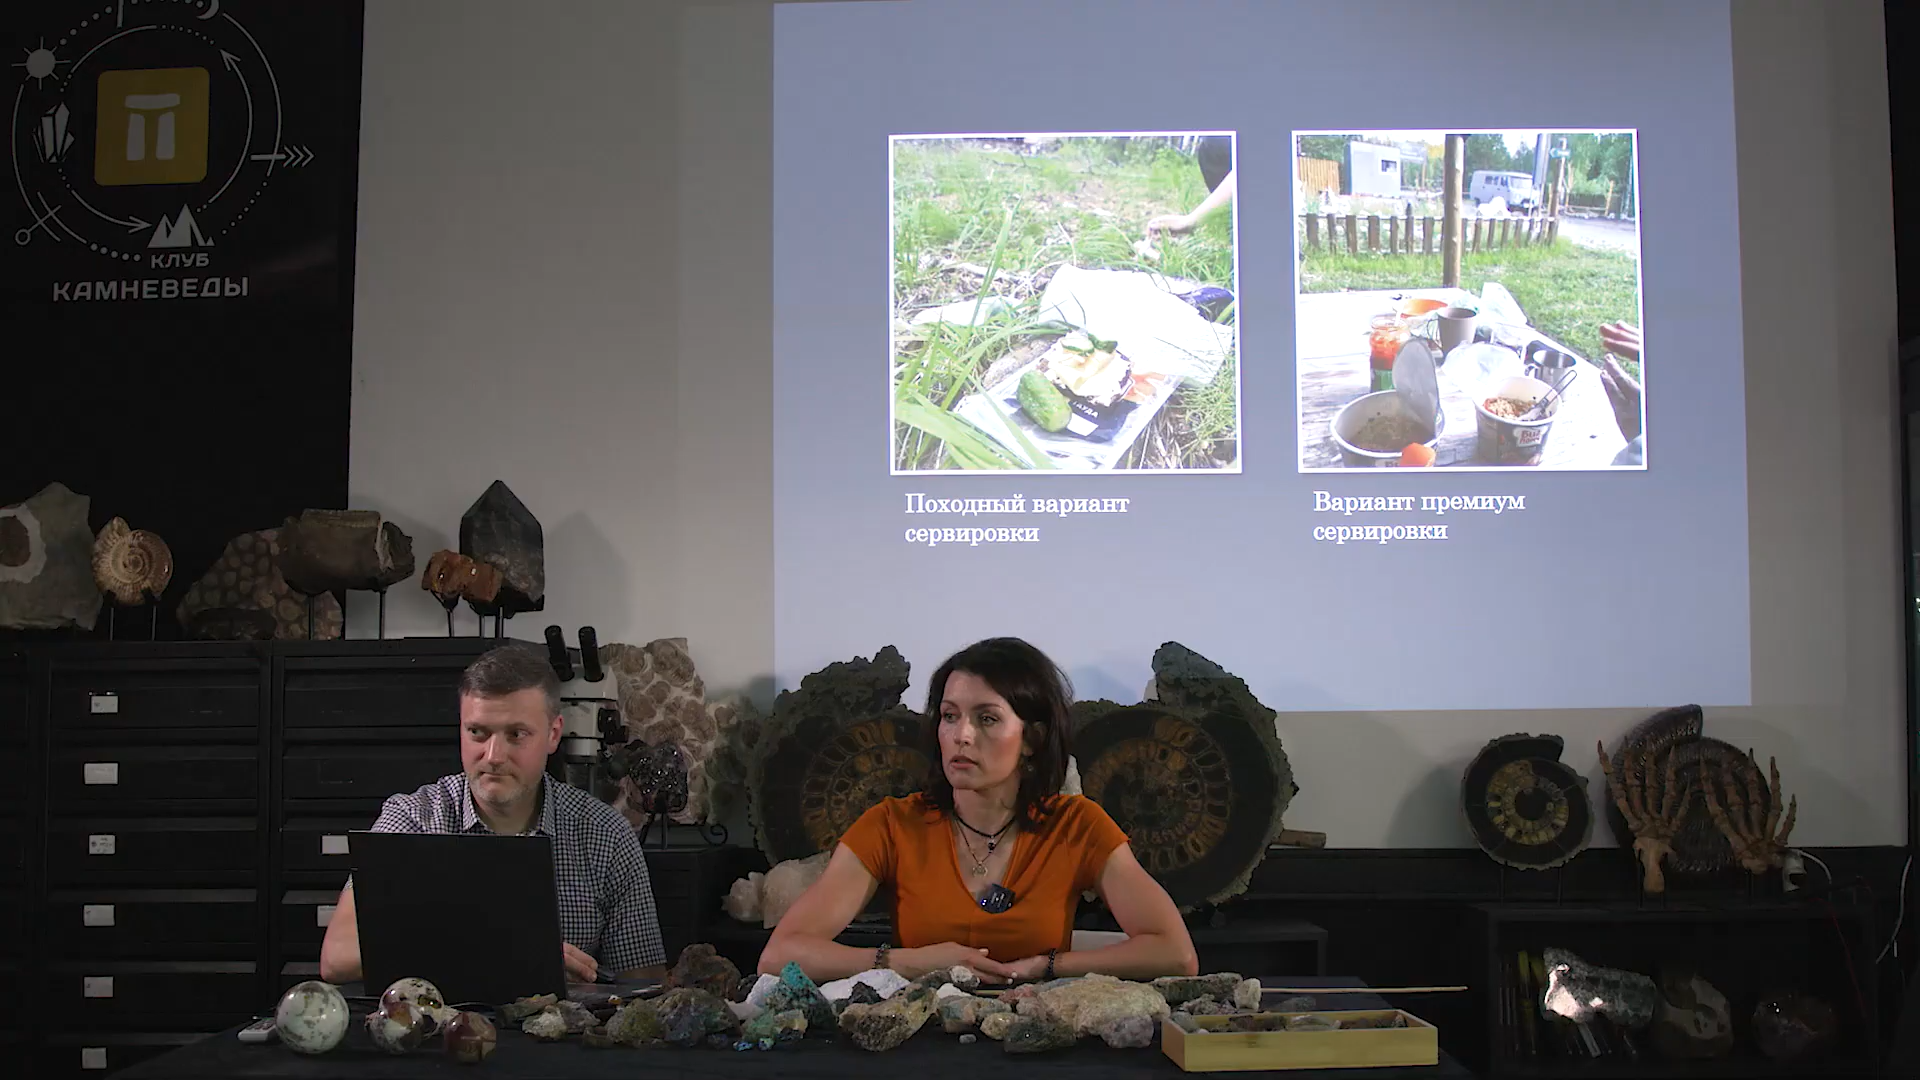 П
КЛУБ
КАМНЕВЕДЫ
Походный вариант
сервировки
Вариант премиум
сервировки